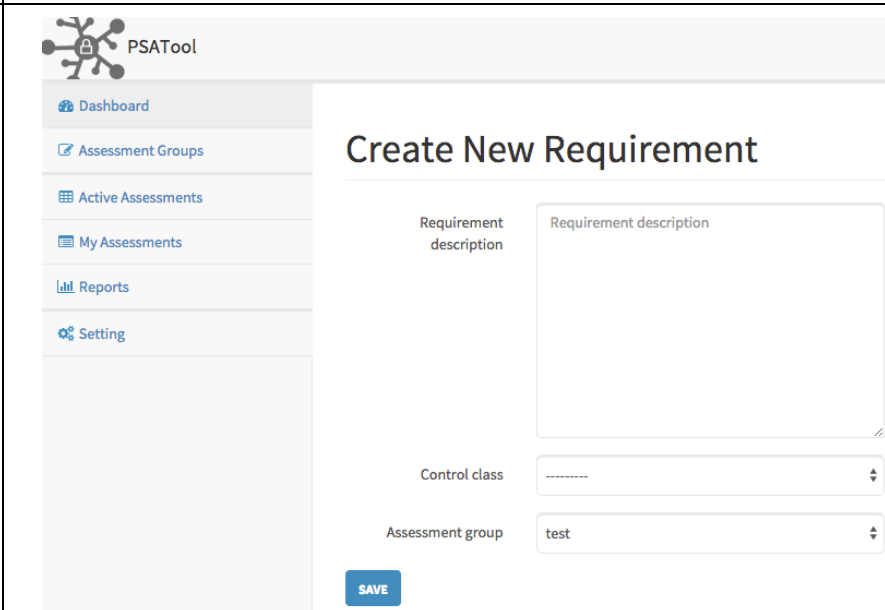 PSATool
Dashboard
Assessment Groups
Active Assessments
My Assessments
Reports
Setting
Create New Requirement
Requirement
description
Requirement description
Control class
---------
Assessment group
test
SAVE